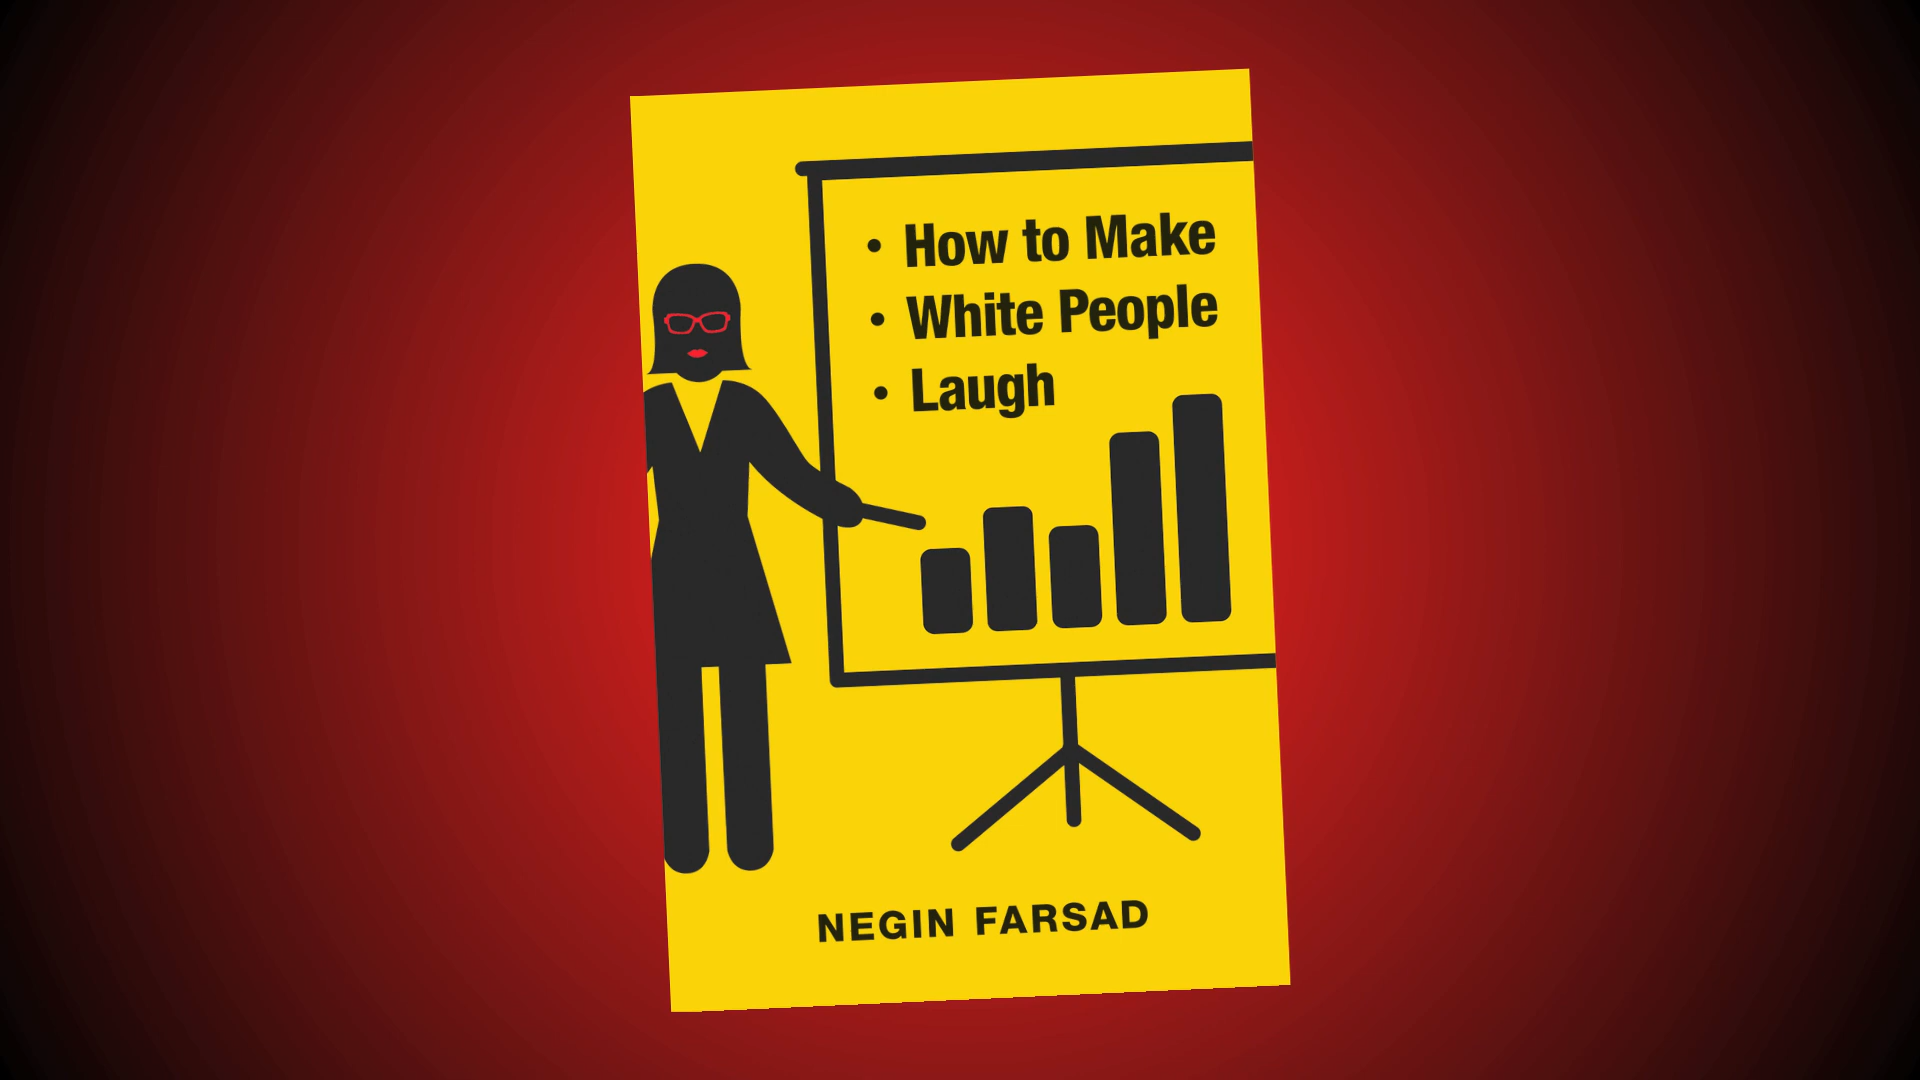 • How to Make
• White People
• Laugh
NEGIN FARSAD